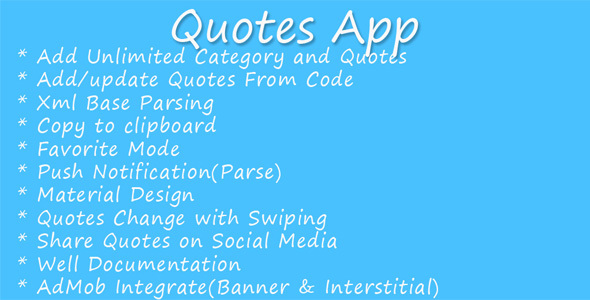 Quotes App
* Add Unlimited Category and Quotes
* Add/update Quotes From Code
* Xml Base Parsing
* Copy to clipboard
* Favorite Mode
* Push Notification(Parse)
* Material Design
* Quotes Change with Swiping
* Share Quotes on Social Media
* Well Documentation
* AdMob Integrate(Banner & Interstitial)